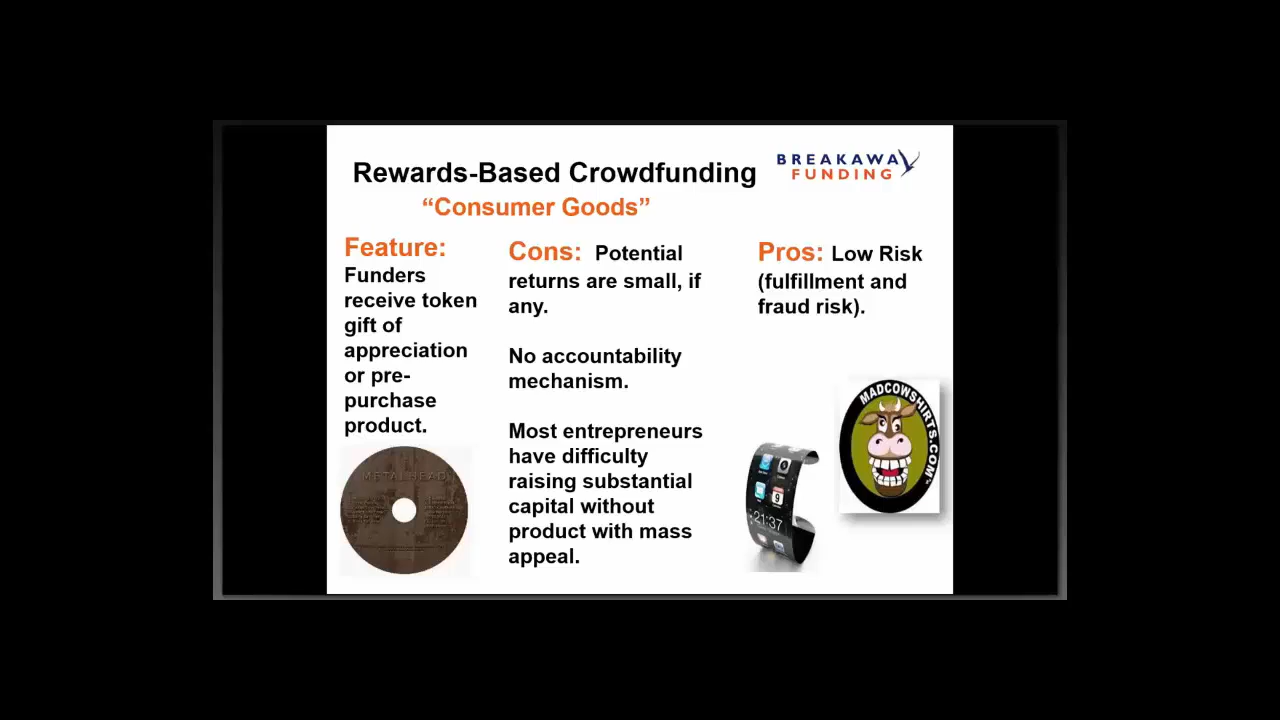 Rewards-Based Crowdfunding
“Consumer Goods”
BREAKAWAY
FUNDING
Feature:
Funders
receive token
gift of
appreciation
or pre-
purchase
product.
Cons: Potential
returns are small, if
any.
No accountability
mechanism.
Most entrepreneurs
have difficulty
raising substantial
capital without
product with mass
appeal.
Pros: Low Risk
(fulfillment and
fraud risk).
METALHEAD
9
21:37
MADCOWSHIRTS.COM